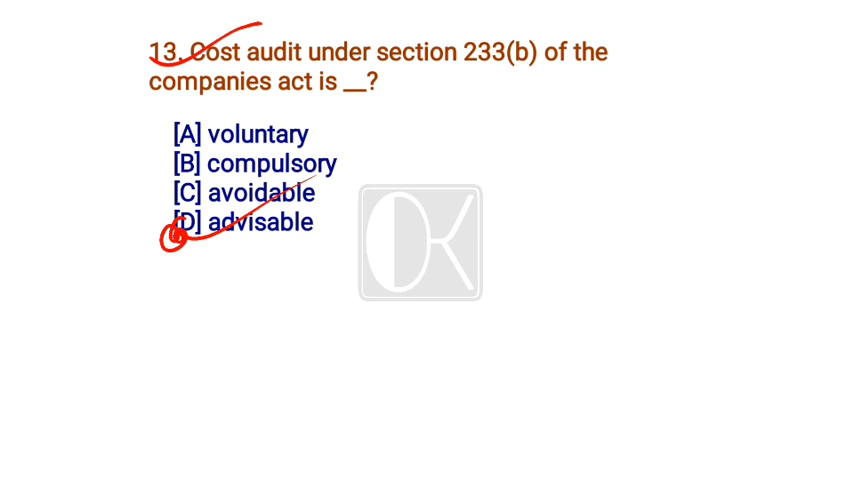 13. Cost audit under section 233(b) of the
companies act is __?
[A] voluntary
[B] compulsory
[C] avoidable
[D] advisable